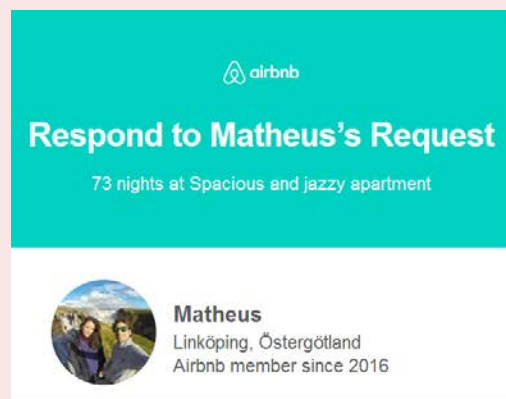 airbnb
Respond to Matheus's Request
73 nights at Spacious and jazzy apartment
Matheus
Linköping, Östergötland
Airbnb member since 2016